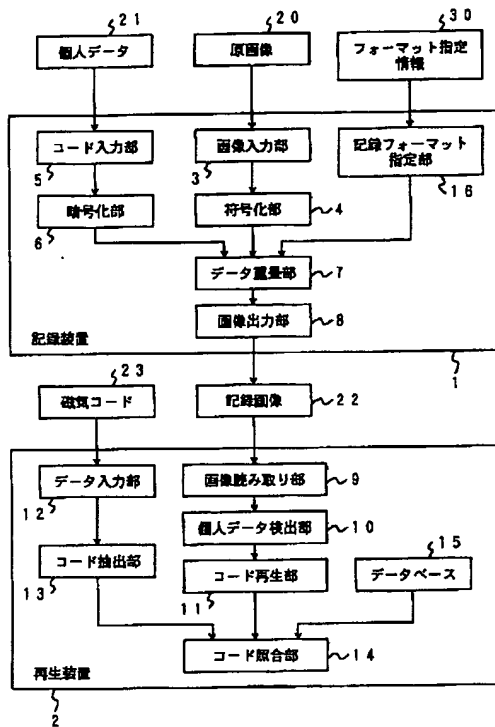 21
20
30
個人データ
原画像
フォーマット指定
情報
コード入力部
画像入力部
記録フォーマット
指定部
5
3
16
暗号化部
符号化部
4
6
データ重畳部
7
画像出力部
8
記録装置
1
23
磁気コード
記録画像
22
データ入力部
画像読み取り部
9
12
個人データ検出部
10
15
コード抽出部
コード再生部
データベース
13
11
コード照合部
14
再生装置
2